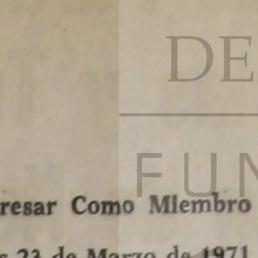 DE
FUN
resar Como Miembro
23 de Marzo de 1971